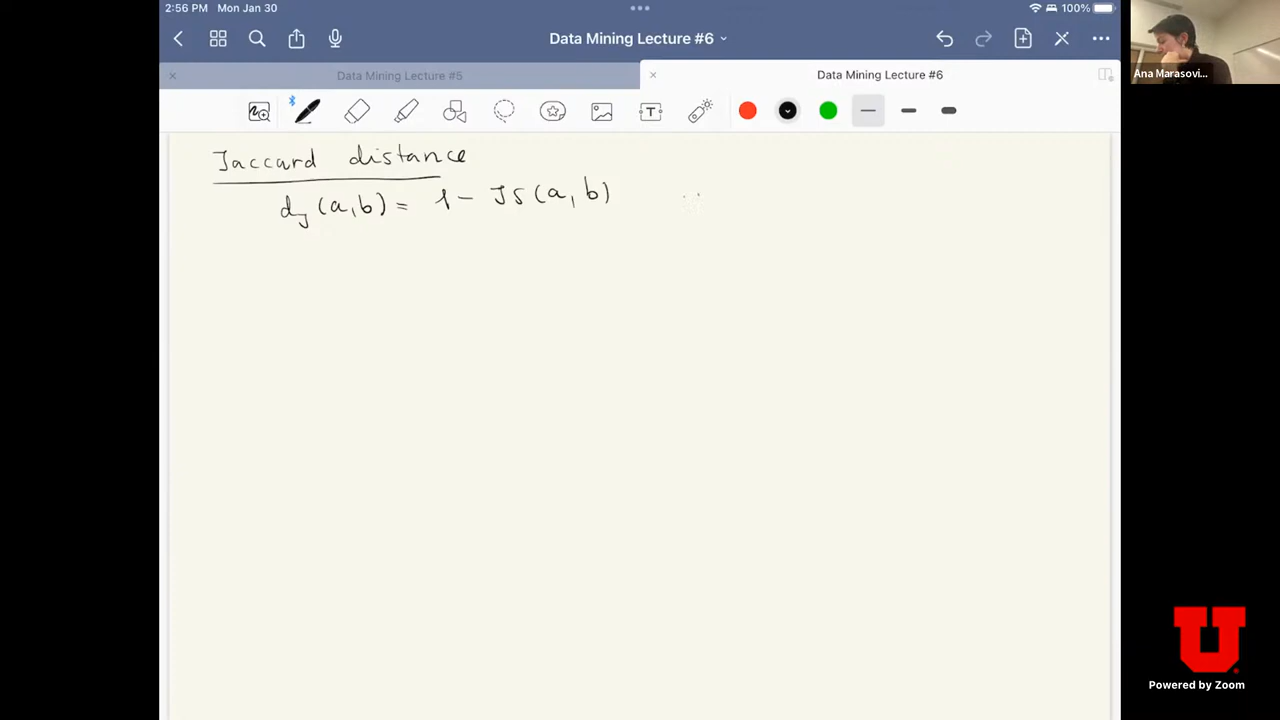 2:56 PM Mon Jan 30
100%
Data Mining Lecture #6
Data Mining Lecture #5
Data Mining Lecture #6
Ana Marasovi...
Jaccard distance
dJ (a,b) = 1 - JS (a, b)
U
Powered by Zoom